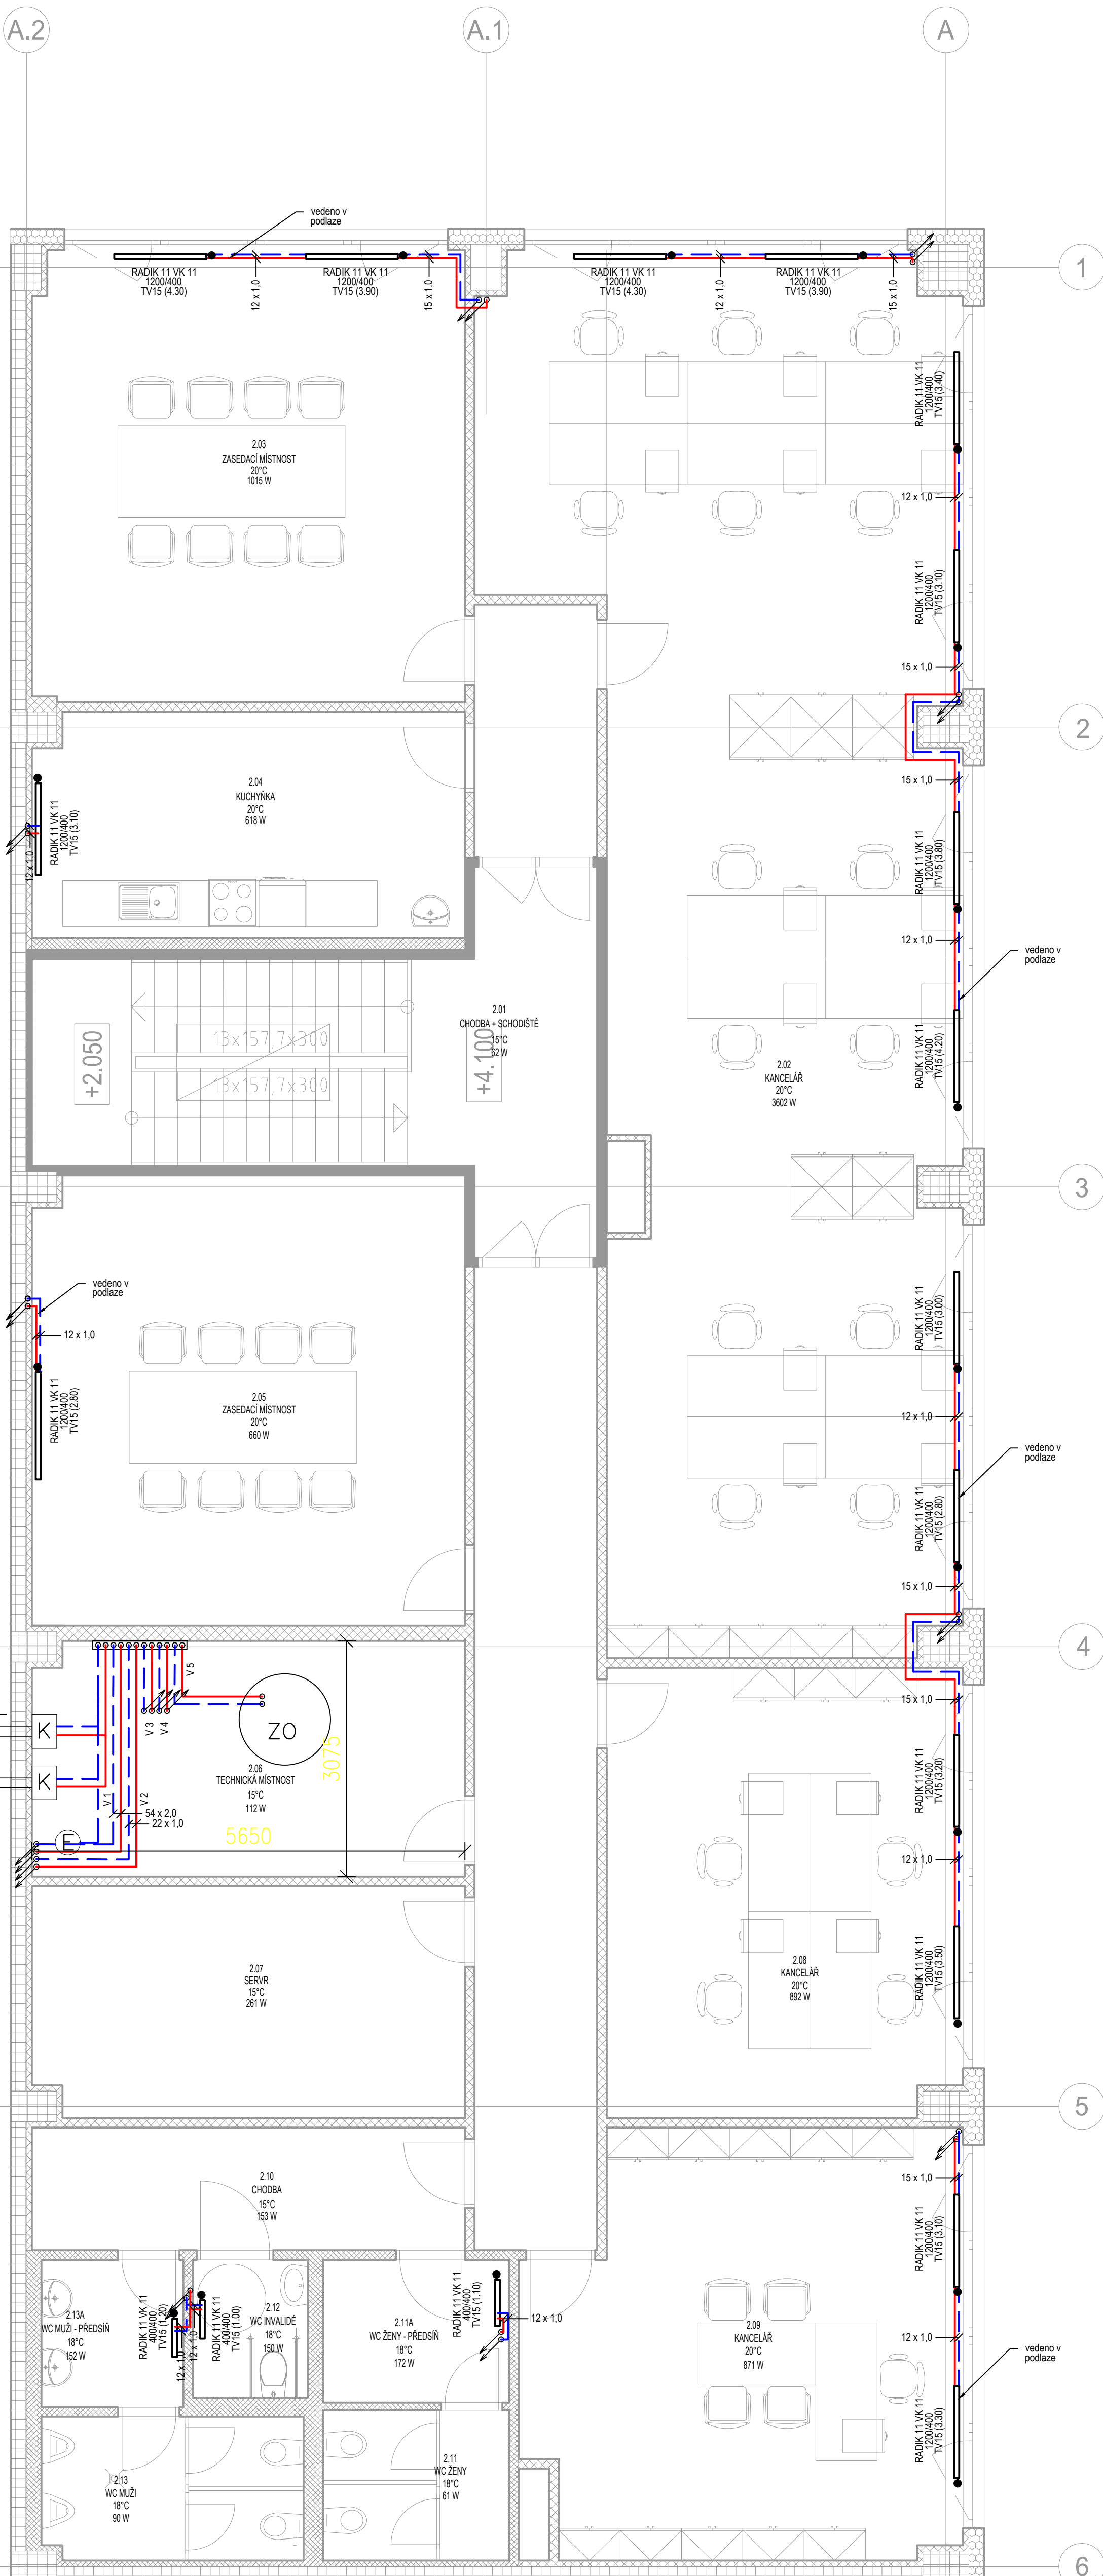 A.2
A.1
A
vedeno v
podlaze
1
RADIK 11 VK 11
1200/400
TV15 (4.30)
12 x 1,0
RADIK 11 VK 11
1200/400
TV15 (3.90)
15 x 1,0
RADIK 11 VK 11
1200/400
TV15 (4.30)
12 x 1,0
RADIK 11 VK 11
1200/400
TV15 (3.90)
15 x 1,0
RADIK 11 VK 11
1200/400
TV15 (3.40)
2.03
ZASEDACÍ MÍSTNOST
20°C
1015 W
12 x 1,0
RADIK 11 VK 11
1200/400
TV15 (3.10)
15 x 1,0
2
15 x 1,0
2.04
KUCHYŇKA
20°C
618 W
RADIK 11 VK 11
1200/400
TV15 (3.10)
12 x 1,0
RADIK 11 VK 11
1200/400
TV15 (3.80)
12 x 1,0
vedeno v
podlaze
2.01
CHODBA + SCHODIŠTĚ
15°C
62 W
+2.050
13x157,7x300
13x157,7x300
+4.100
2.02
KANCELÁŘ
20°C
3602 W
RADIK 11 VK 11
1200/400
TV15 (4.20)
3
vedeno v
podlaze
12 x 1,0
RADIK 11 VK 11
1200/400
TV15 (2.80)
2.05
ZASEDACÍ MÍSTNOST
20°C
660 W
RADIK 11 VK 11
1200/400
TV15 (3.00)
12 x 1,0
vedeno v
podlaze
RADIK 11 VK 11
1200/400
TV15 (2.80)
15 x 1,0
4
V 5
V 3
V 4
ZO
K
K
3075
2.06
TECHNICKÁ MÍSTNOST
15°C
112 W
V 1
V 2
54 x 2,0
22 x 1,0
E
5650
15 x 1,0
RADIK 11 VK 11
1200/400
TV15 (3.20)
12 x 1,0
RADIK 11 VK 11
1200/400
TV15 (3.50)
2.07
SERVR
15°C
261 W
2.08
KANCELÁŘ
20°C
892 W
5
2.10
CHODBA
15°C
153 W
15 x 1,0
RADIK 11 VK 11
1200/400
TV15 (3.10)
2.13A
WC MUŽI - PŘEDSÍŇ
18°C
152 W
RADIK 11 VK 11
400/400
TV15 (1.20)
12 x 1,0
12 x 1,0
RADIK 11 VK 11
400/400
TV15 (1.00)
2.12
WC INVALIDÉ
18°C
150 W
2.11A
WC ŽENY - PŘEDSÍŇ
18°C
172 W
RADIK 11 VK 11
400/400
TV15 (1.10)
12 x 1,0
2.09
KANCELÁŘ
20°C
871 W
12 x 1,0
vedeno v
podlaze
RADIK 11 VK 11
1200/400
TV15 (3.30)
2.13
WC MUŽI
18°C
90 W
2.11
WC ŽENY
18°C
61 W
6